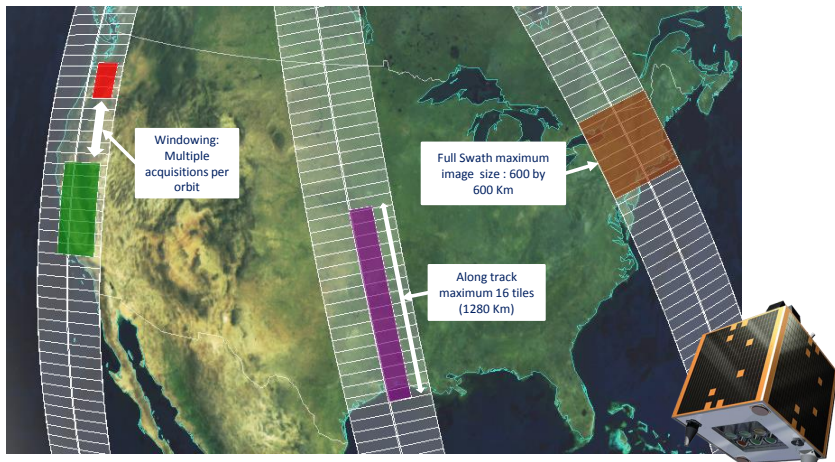 Windowing:
Multiple
acquisitions per
orbit
Full Swath maximum
image size : 600 by
600 Km
Along track
maximum 16 tiles
(1280 Km)